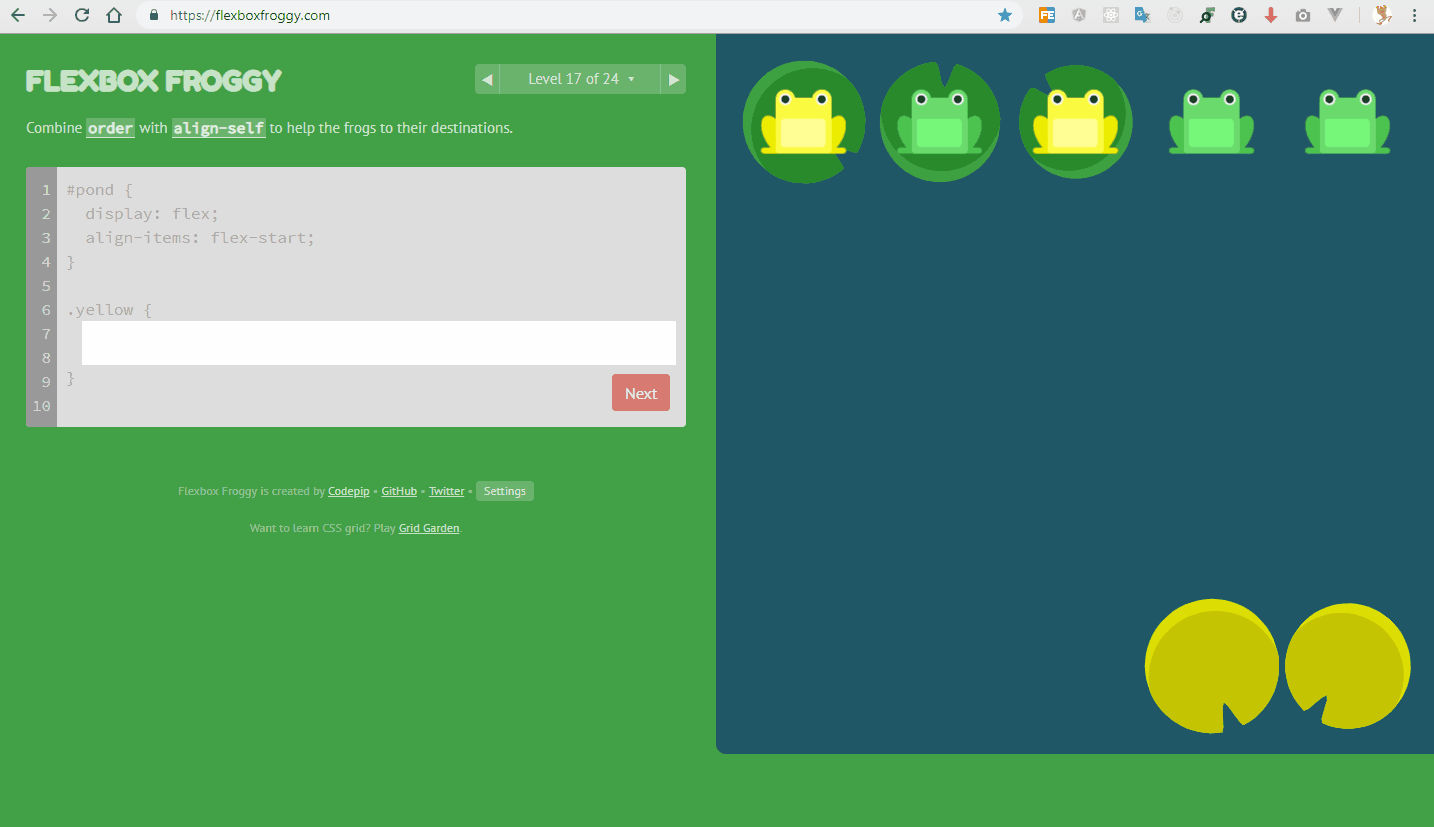 https://flexboxfroggy.com
FE
FLEXBOX FROGGY
◀ Level 17 of 24 ▾ ▶
Combine order with align-self to help the frogs to their destinations.
1 #pond {
2 display: flex;
3 align-items: flex-start;
4 }
5
6 .yellow {
7
8
9 }
10
Next
Flexbox Froggy is created by Codepip • GitHub • Twitter • Settings
Want to learn CSS grid? Play Grid Garden.